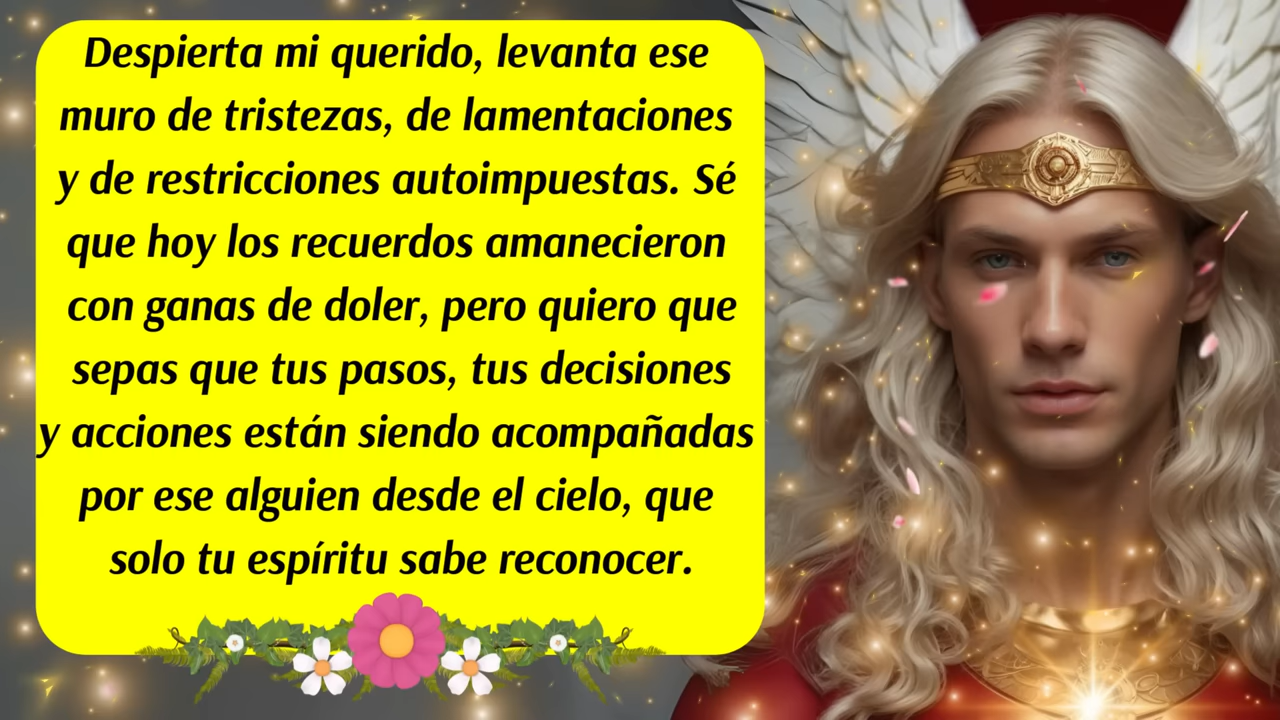 Despierta mi querido, levanta ese
muro de tristezas, de lamentaciones
y de restricciones autoimpuestas. Sé
que hoy los recuerdos amanecieron
con ganas de doler, pero quiero que
sepas que tus pasos, tus decisiones
y acciones están siendo acompañadas
por ese alguien desde el cielo, que
solo tu espíritu sabe reconocer.